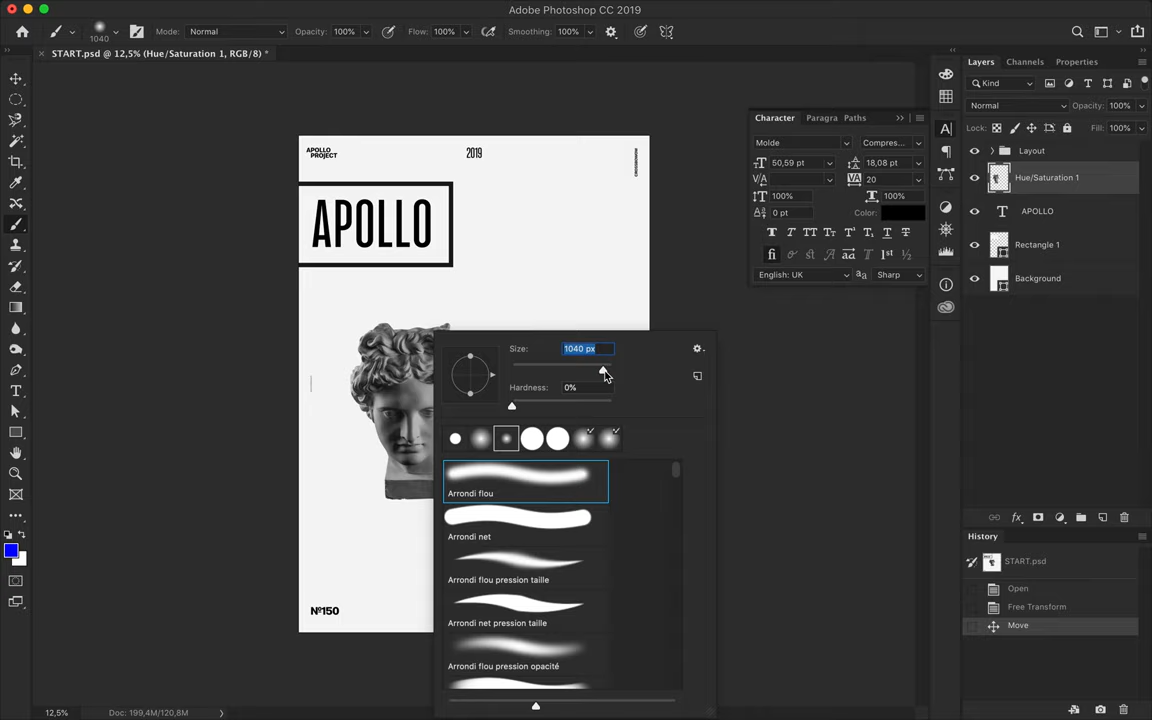 Adobe Photoshop CC 2019
1040
Mode: Normal
Opacity: 100%
Flow: 100%
Smoothing: 100%
START.psd @ 12,5% (Hue/Saturation 1, RGB/8) *
Layers
Channels
Properties
Kind
Normal
Opacity: 100%
Lock:
Fill: 100%
Layout
Hue/Saturation 1
APOLLO
Rectangle 1
Background
Character
Paragra
Paths
Molde
Compres...
50,59 pt
18,08 pt
20
100%
100%
0 pt
Color:
English: UK
Sharp
APOLLO
PROJECT
2019
APOLLO
Nº150
Size:
1040 px
Hardness:
0%
Arrondi flou
Arrondi net
Arrondi flou pression taille
Arrondi net pression taille
Arrondi flou pression opacité
History
START.psd
Open
Free Transform
Move
12,5%
Doc: 199,4M/120,8M